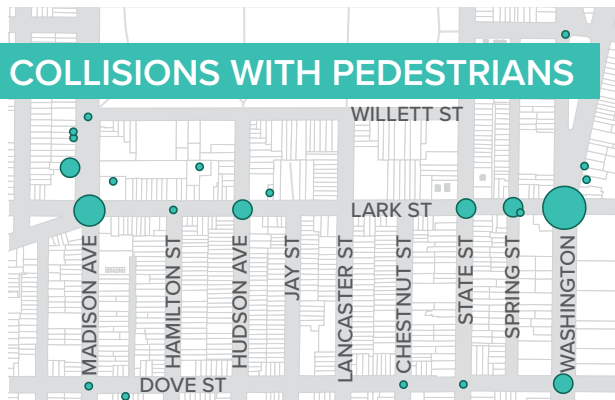 COLLISIONS WITH PEDESTRIANS
WILLETT ST
LARK ST
MADISON AVE
HAMILTON ST
HUDSON AVE
JAY ST
LANCASTER ST
CHESTNUT ST
STATE ST
SPRING ST
WASHINGTON
DOVE ST